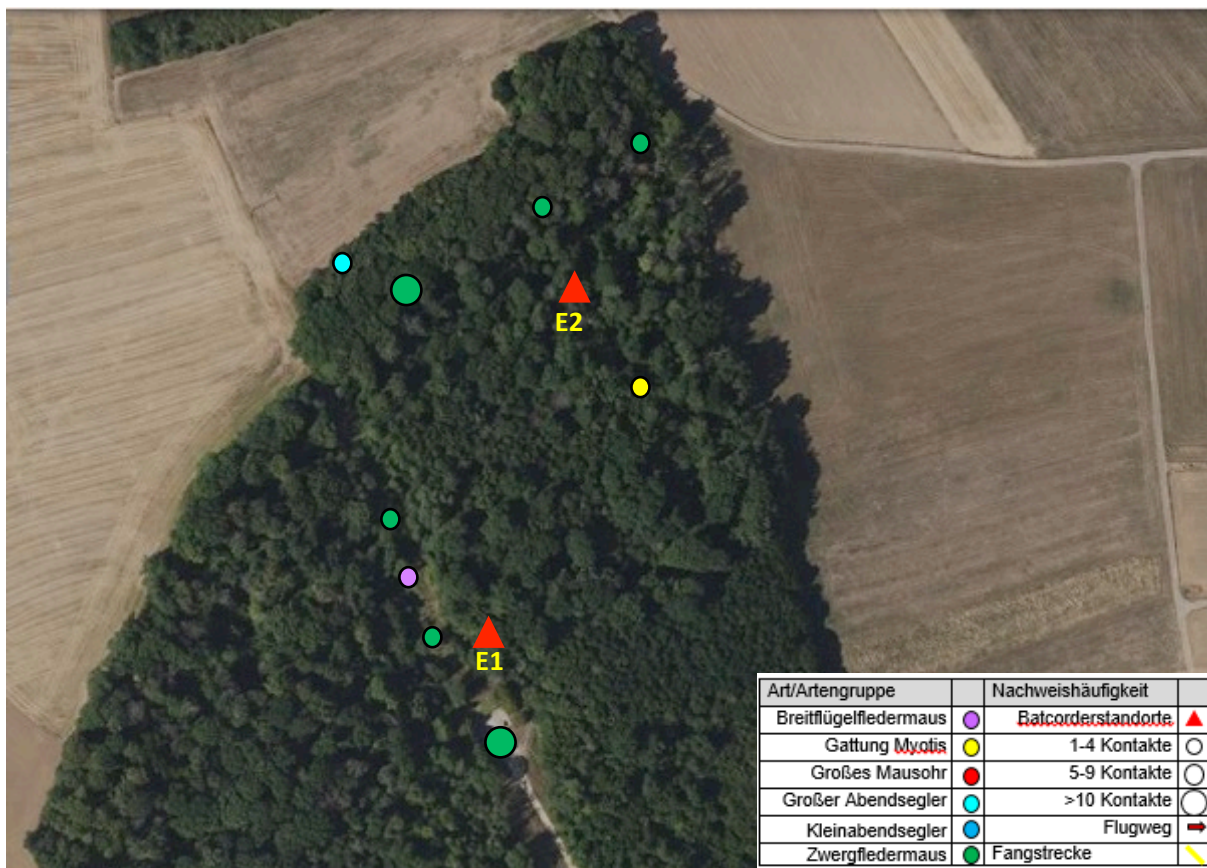 E2
E1
Art/Artengruppe Nachweishäufigkeit
Breitflügelfledermaus Batcorderstandorte
Gattung Myotis 1-4 Kontakte
Großes Mausohr 5-9 Kontakte
Großer Abendsegler >10 Kontakte
Kleinabendsegler Flugweg
Zwergfledermaus Fangstrecke